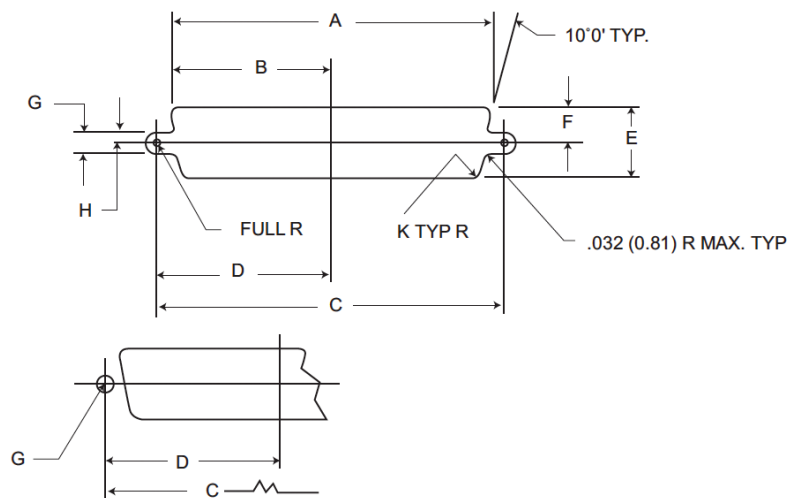 A
10°0' TYP.
B
G
F
E
H
FULL R
K TYP R
.032 (0.81) R MAX. TYP
D
C
G
D
C